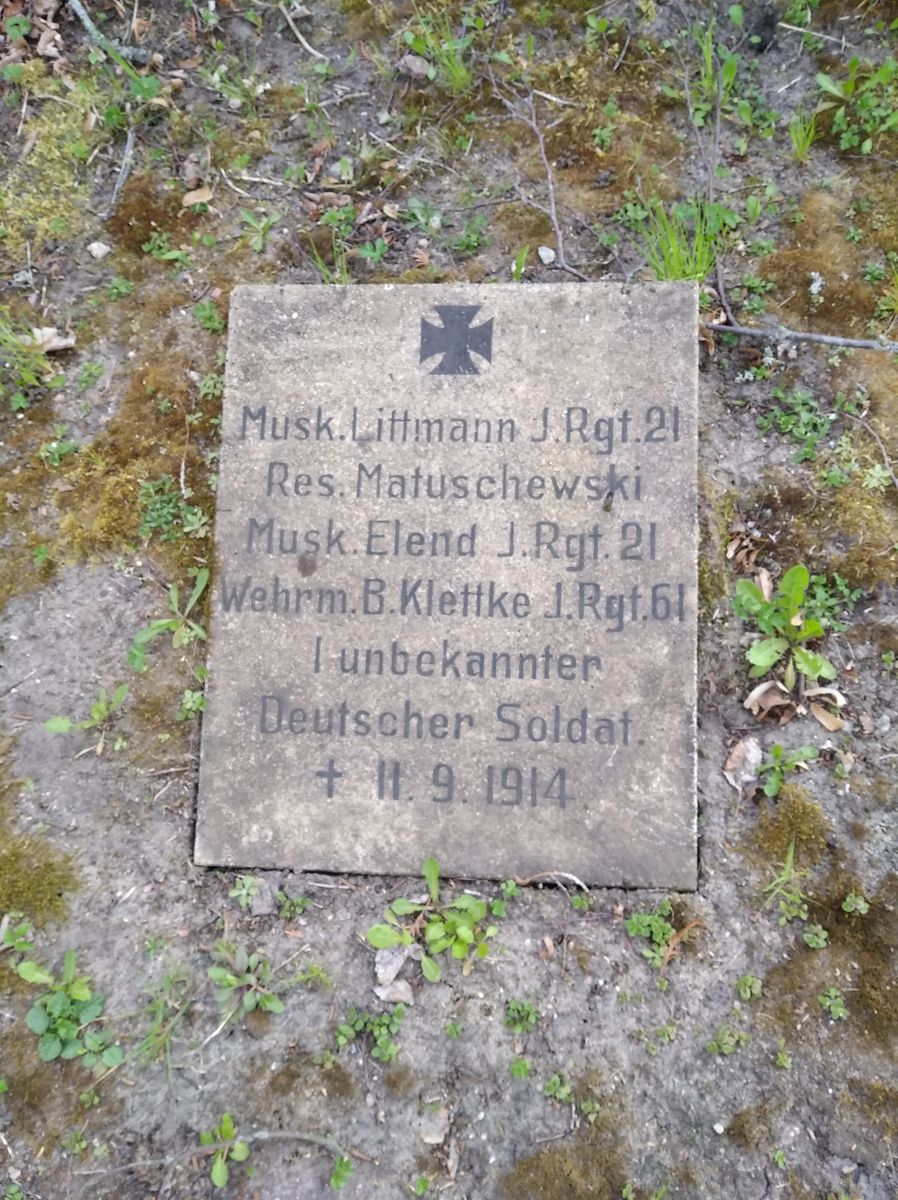 Musk. Littmann J.Rgt. 21
Res. Matuschewski
Musk. Elend J.Rgt. 21
Wehrm. B. Klettke J.Rgt. 61
1 unbekannter
Deutscher Soldat.
† 11. 9. 1914.